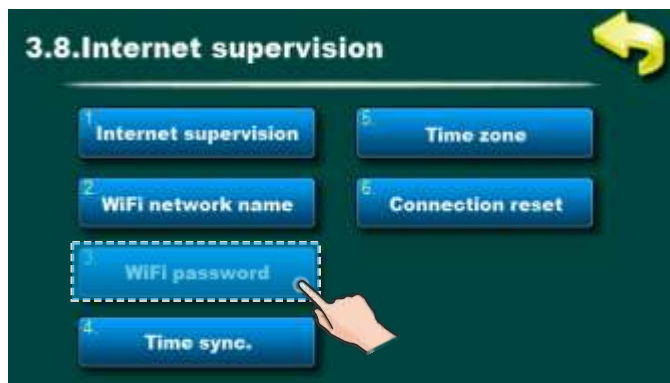 3.8.Internet supervision
1.
Internet supervision
2.
WiFi network name
3.
WiFi password
4.
Time sync.
5.
Time zone
6.
Connection reset